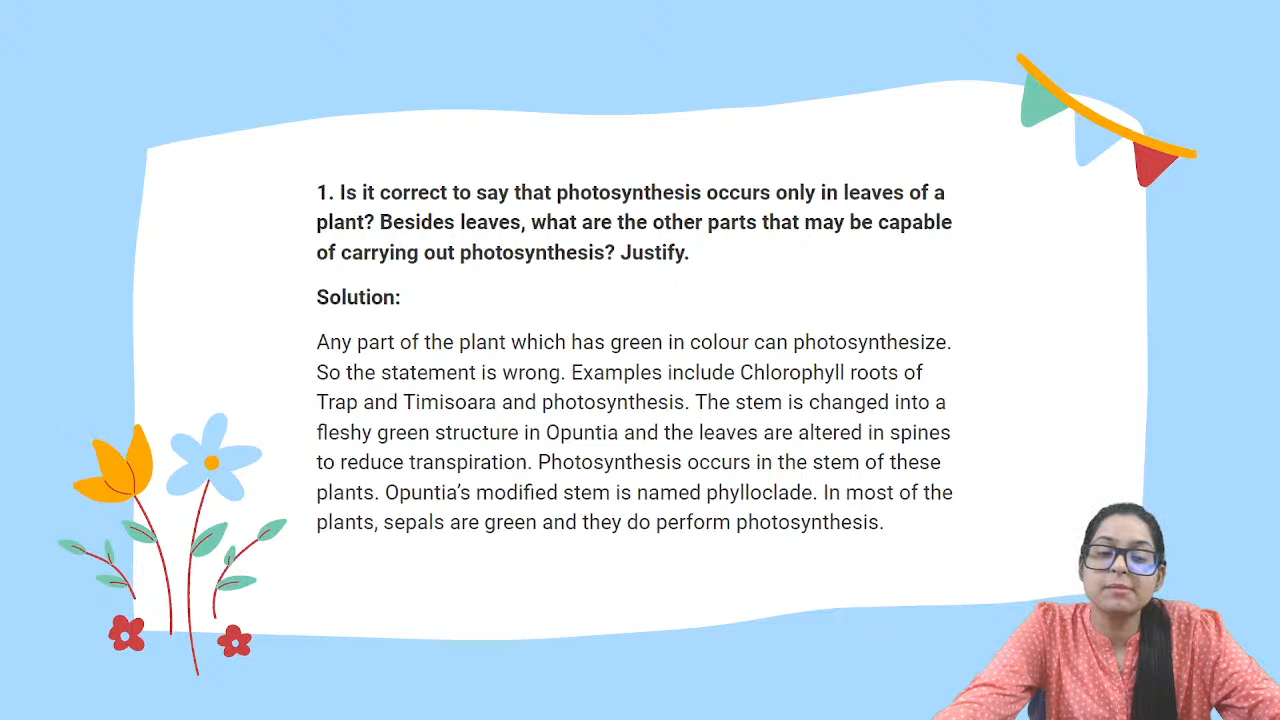 1. Is it correct to say that photosynthesis occurs only in leaves of a
plant? Besides leaves, what are the other parts that may be capable
of carrying out photosynthesis? Justify.
Solution:
Any part of the plant which has green in colour can photosynthesize.
So the statement is wrong. Examples include Chlorophyll roots of
Trap and Timisoara and photosynthesis. The stem is changed into a
fleshy green structure in Opuntia and the leaves are altered in spines
to reduce transpiration. Photosynthesis occurs in the stem of these
plants. Opuntia’s modified stem is named phylloclade. In most of the
plants, sepals are green and they do perform photosynthesis.